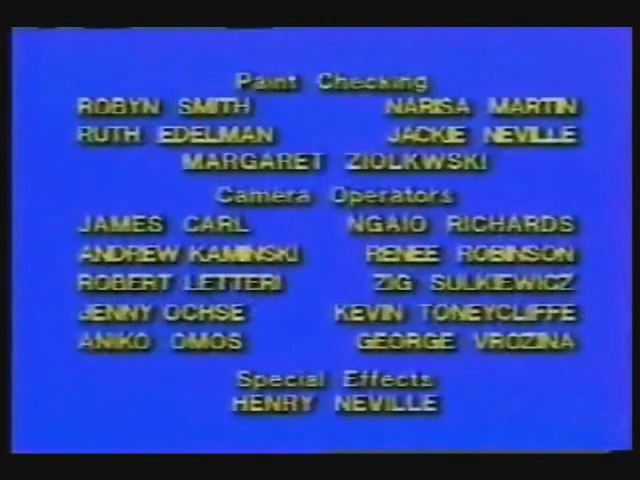 Paint Checking
ROBYN SMITH NARISA MARTIN
RUTH EDELMAN JACKIE NEVILLE
MARGARET ZIOLKWSKI
Camera Operators
JAMES CARL NGAIO RICHARDS
ANDREW KAMINSKI RENEE ROBINSON
ROBERT LETTERI ZIG SULKIEWICZ
JENNY OCHSE KEVIN TONEYCLIFFE
ANIKO OMOS GEORGE VROZINA
Special Effects
HENRY NEVILLE